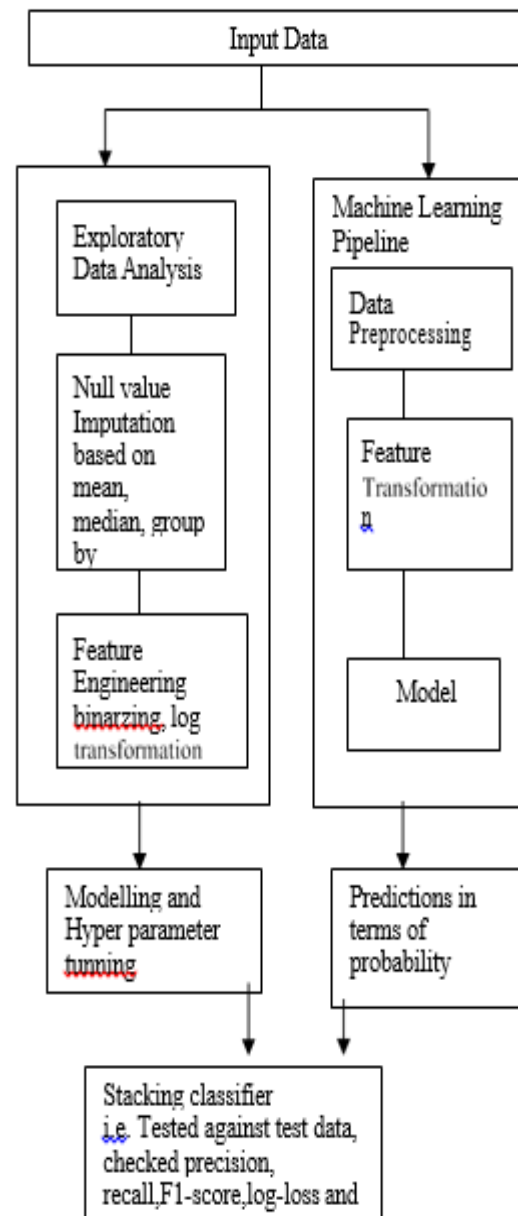 Input Data
Exploratory
Data Analysis
Null value
Imputation
based on
mean,
median, group
by
Feature
Engineering
binarzing, log
transformation
Machine Learning
Pipeline
Data
Preprocessing
Feature
Transformatio
n
Model
Modelling and
Hyper parameter
tunning
Predictions in
terms of
probability
Stacking classifier
i.e. Tested against test data,
checked precision,
recall,F1-score,log-loss and